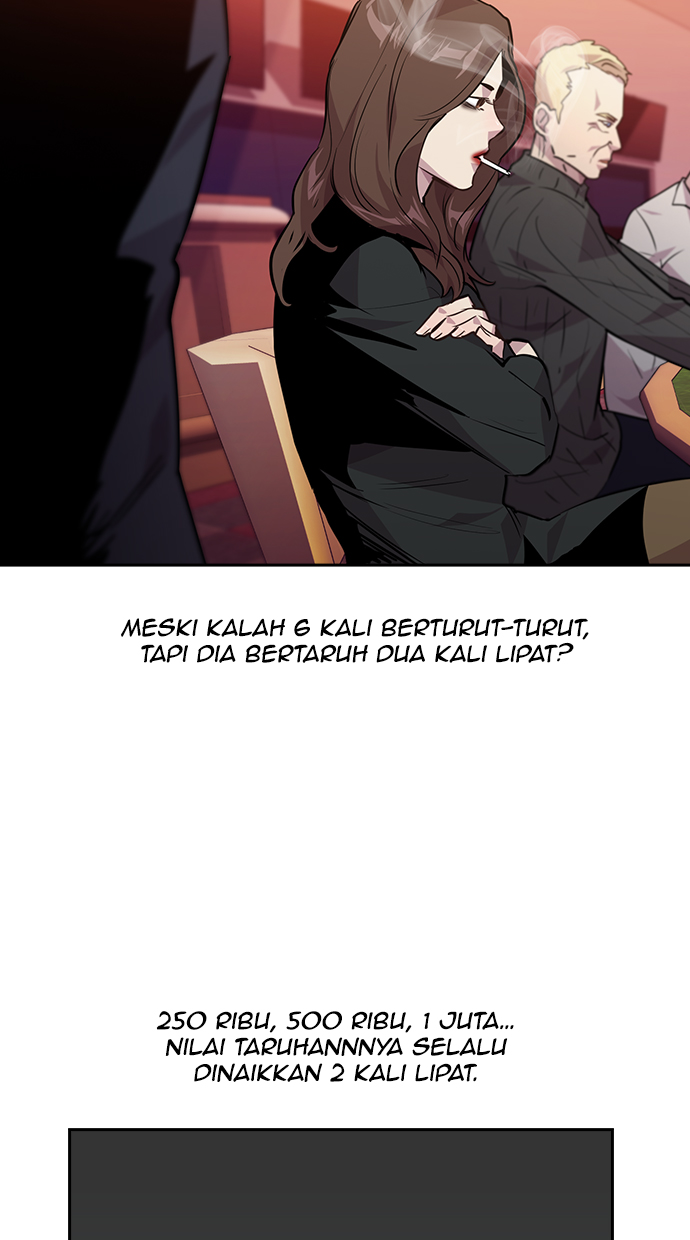 MESKI KALAH 6 KALI BERTURUT-TURUT,
TAPI DIA BERTARUH DUA KALI LIPAT?
250 RIBU, 500 RIBU, 1 JUTA...
NILAI TARUHANNNYA SELALU
DINAIKKAN 2 KALI LIPAT.